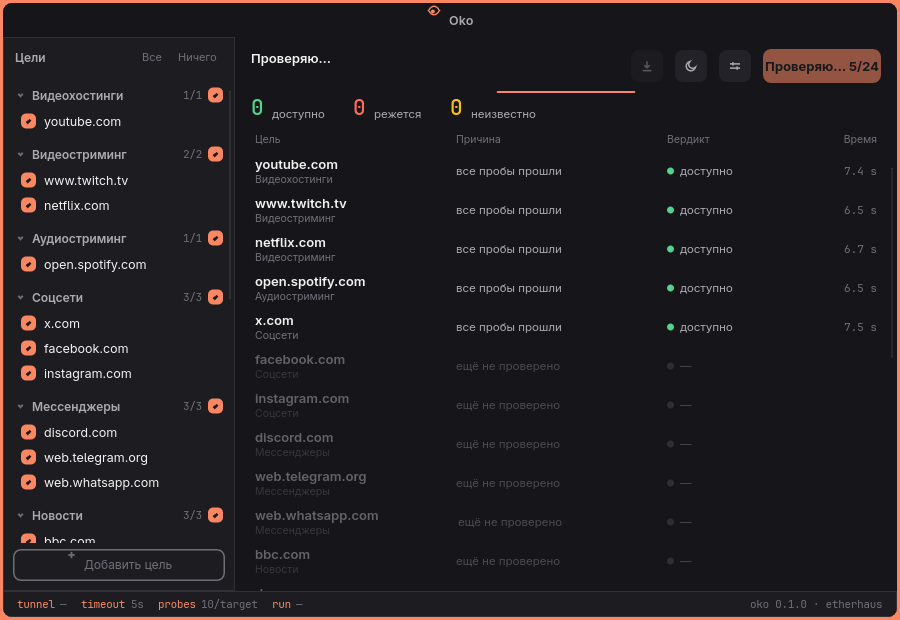 Oko
Цели
Все
Ничего
Видеохостинги 1/1
youtube.com
Видеостриминг 2/2
www.twitch.tv
netflix.com
Аудиостриминг 1/1
open.spotify.com
Соцсети 3/3
x.com
facebook.com
instagram.com
Мессенджеры 3/3
discord.com
web.telegram.org
web.whatsapp.com
Новости 3/3
bbc.com
+ Добавить цель
Проверяю...
Проверяю... 5/24
0 доступно 0 режется 0 неизвестно
Цель Причина Вердикт Время
youtube.com
Видеохостинги
все пробы прошли доступно 7.4 s
www.twitch.tv
Видеостриминг
все пробы прошли доступно 6.5 s
netflix.com
Видеостриминг
все пробы прошли доступно 6.7 s
open.spotify.com
Аудиостриминг
все пробы прошли доступно 6.5 s
x.com
Соцсети
все пробы прошли доступно 7.5 s
facebook.com
Соцсети
ещё не проверено —
instagram.com
Соцсети
ещё не проверено —
discord.com
Мессенджеры
ещё не проверено —
web.telegram.org
Мессенджеры
ещё не проверено —
web.whatsapp.com
Мессенджеры
ещё не проверено —
bbc.com
Новости
ещё не проверено —
tunnel — timeout 5s probes 10/target run —
oko 0.1.0 · etherhaus